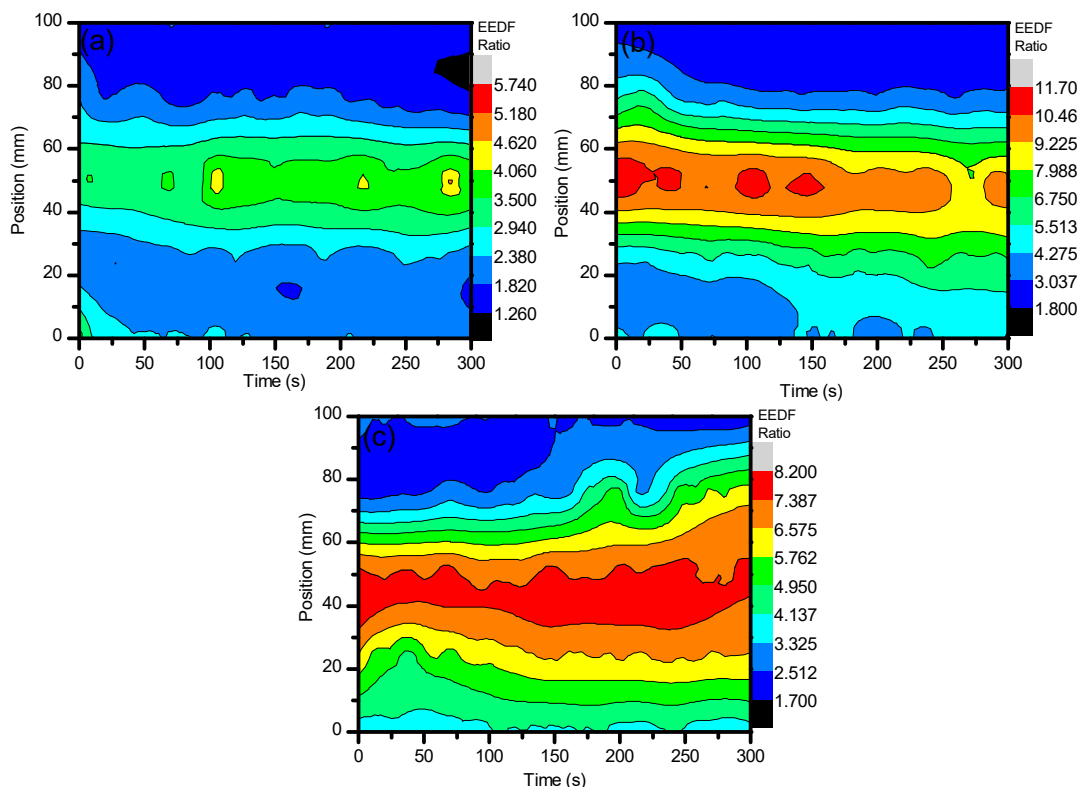 (a)
100
80
60
40
20
0
Position (mm)
0 50 100 150 200 250 300
Time (s)
EEDF
Ratio
5.740
5.180
4.620
4.060
3.500
2.940
2.380
1.820
1.260
(b)
100
80
60
40
20
0
Position (mm)
0 50 100 150 200 250 300
Time (s)
EEDF
Ratio
11.70
10.46
9.225
7.988
6.750
5.513
4.275
3.037
1.800
(c)
100
80
60
40
20
0
Position (mm)
0 50 100 150 200 250 300
Time (s)
EEDF
Ratio
8.200
7.387
6.575
5.762
4.950
4.137
3.325
2.512
1.700